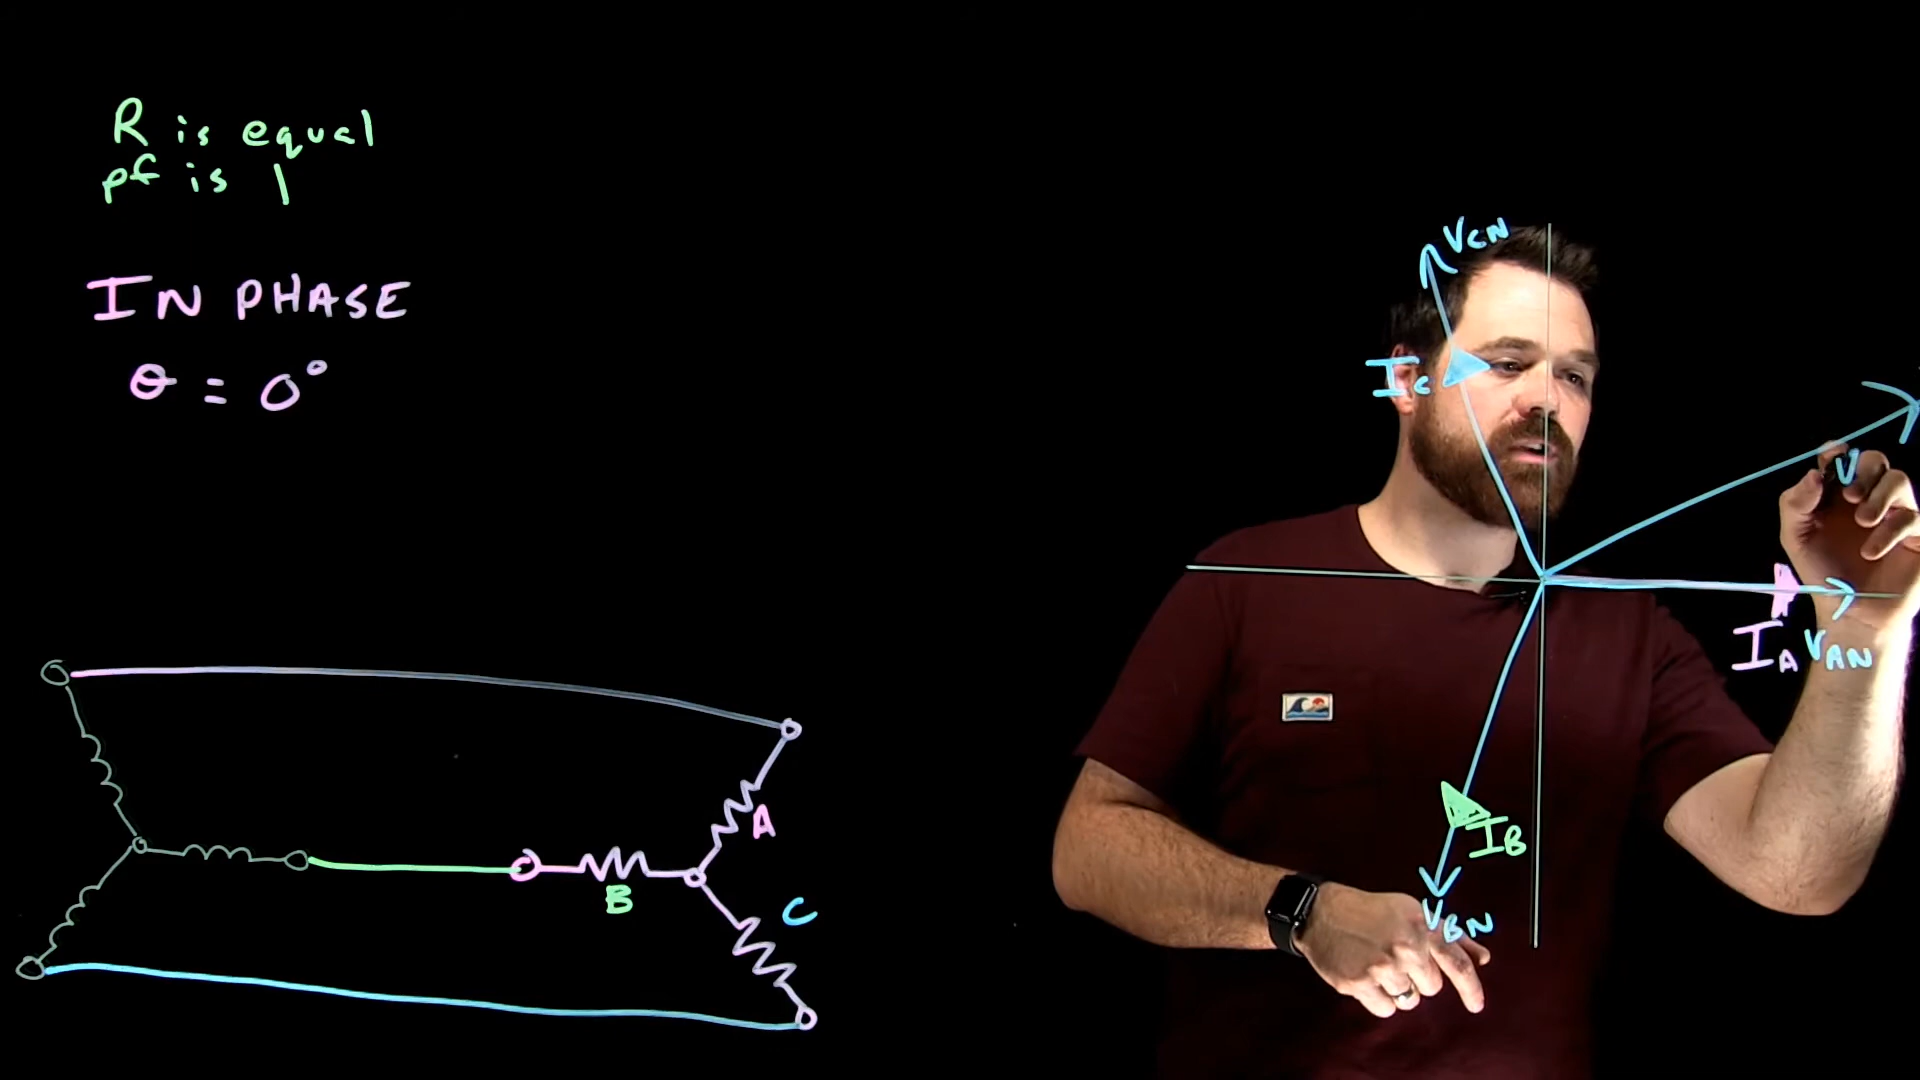 R is equal
pf is 1
IN PHASE
θ = 0°
VCN
IC
V
IA VAN
IB
VBN
A
B
C